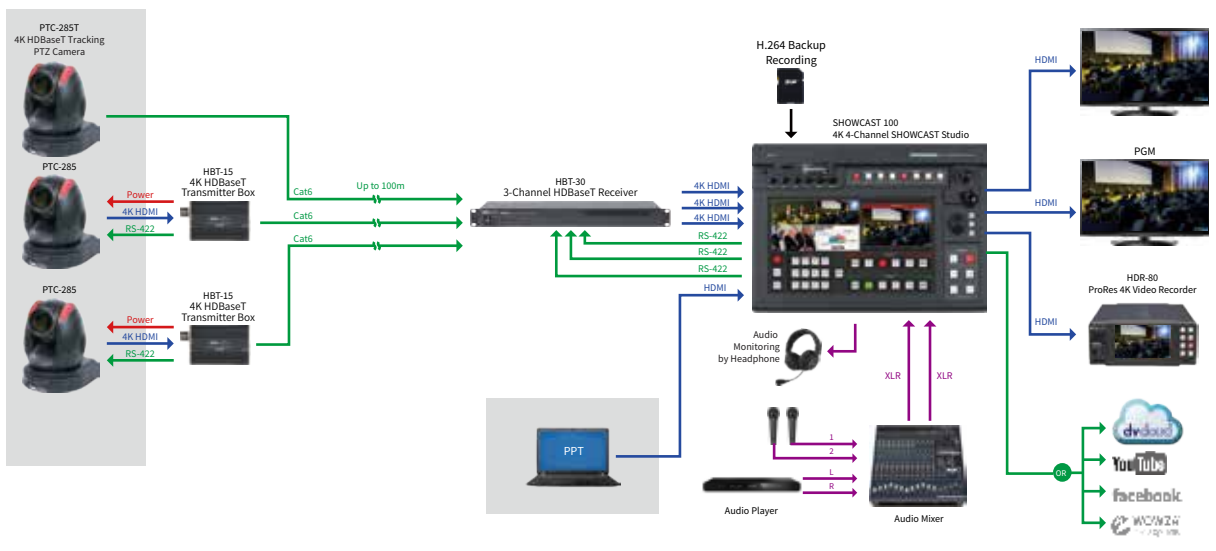 PTC-285T
4K HDBaseT Tracking
PTZ Camera
PTC-285
HBT-15
4K HDBaseT
Transmitter Box
Power
4K HDMI
RS-422
PTC-285
HBT-15
4K HDBaseT
Transmitter Box
Power
4K HDMI
RS-422
Cat6
Up to 100m
Cat6
Cat6
HBT-30
3-Channel HDBaseT Receiver
4K HDMI
4K HDMI
4K HDMI
RS-422
RS-422
RS-422
HDMI
H.264 Backup
Recording
SHOWCAST 100
4K 4-Channel SHOWCAST Studio
HDMI
PGM
HDMI
HDR-80
ProRes 4K Video Recorder
HDMI
Audio
Monitoring
by Headphone
XLR
XLR
PPT
1
2
L
R
Audio Player
Audio Mixer
OR
dvcloud
YouTube
facebook
WOWZA